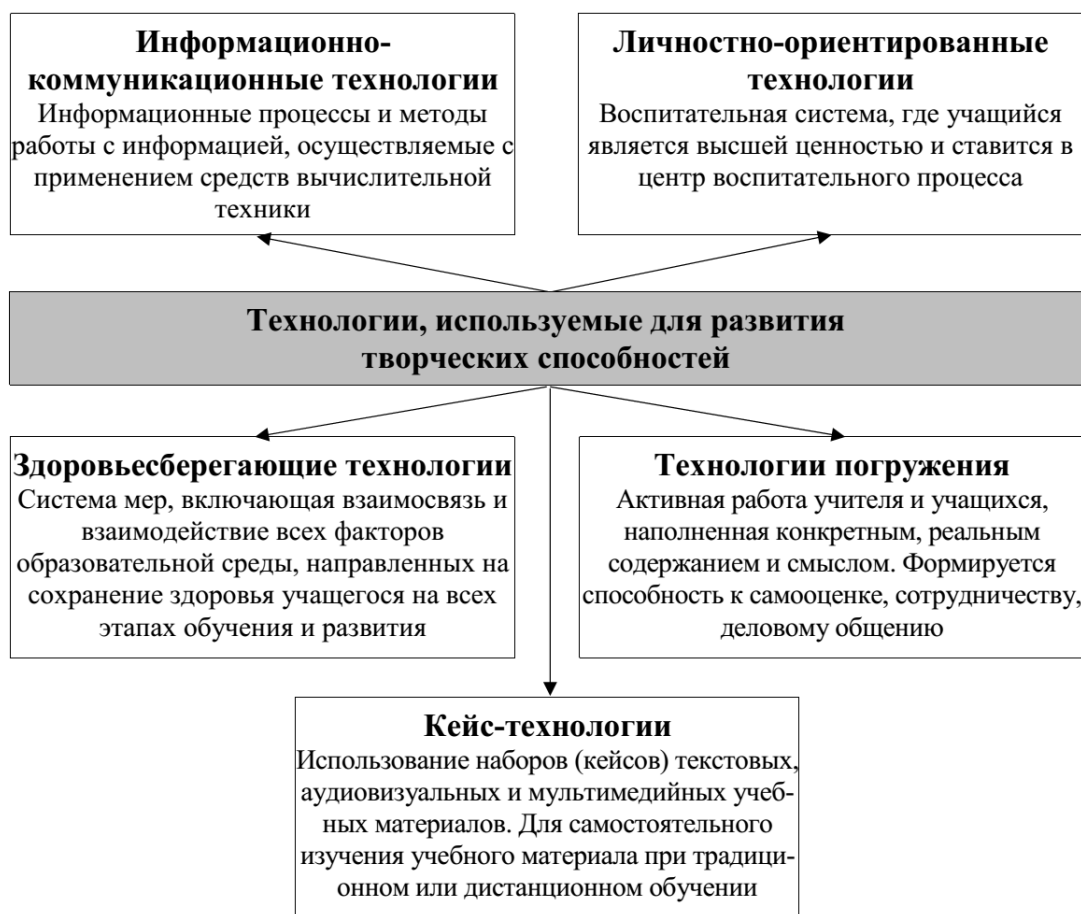 Информационно-
коммуникационные технологии
Информационные процессы и методы
работы с информацией, осуществляемые с
применением средств вычислительной
техники
Личностно-ориентированные
технологии
Воспитательная система, где учащийся
является высшей ценностью и ставится в
центр воспитательного процесса
Технологии, используемые для развития
творческих способностей
Здоровьесберегающие технологии
Система мер, включающая взаимосвязь и
взаимодействие всех факторов
образовательной среды, направленных на
сохранение здоровья учащегося на всех
этапах обучения и развития
Технологии погружения
Активная работа учителя и учащихся,
наполненная конкретным, реальным
содержанием и смыслом. Формируется
способность к самооценке, сотрудничеству,
деловому общению
Кейс-технологии
Использование наборов (кейсов) текстовых,
аудиовизуальных и мультимедийных учеб-
ных материалов. Для самостоятельного
изучения учебного материала при традици-
онном или дистанционном обучении